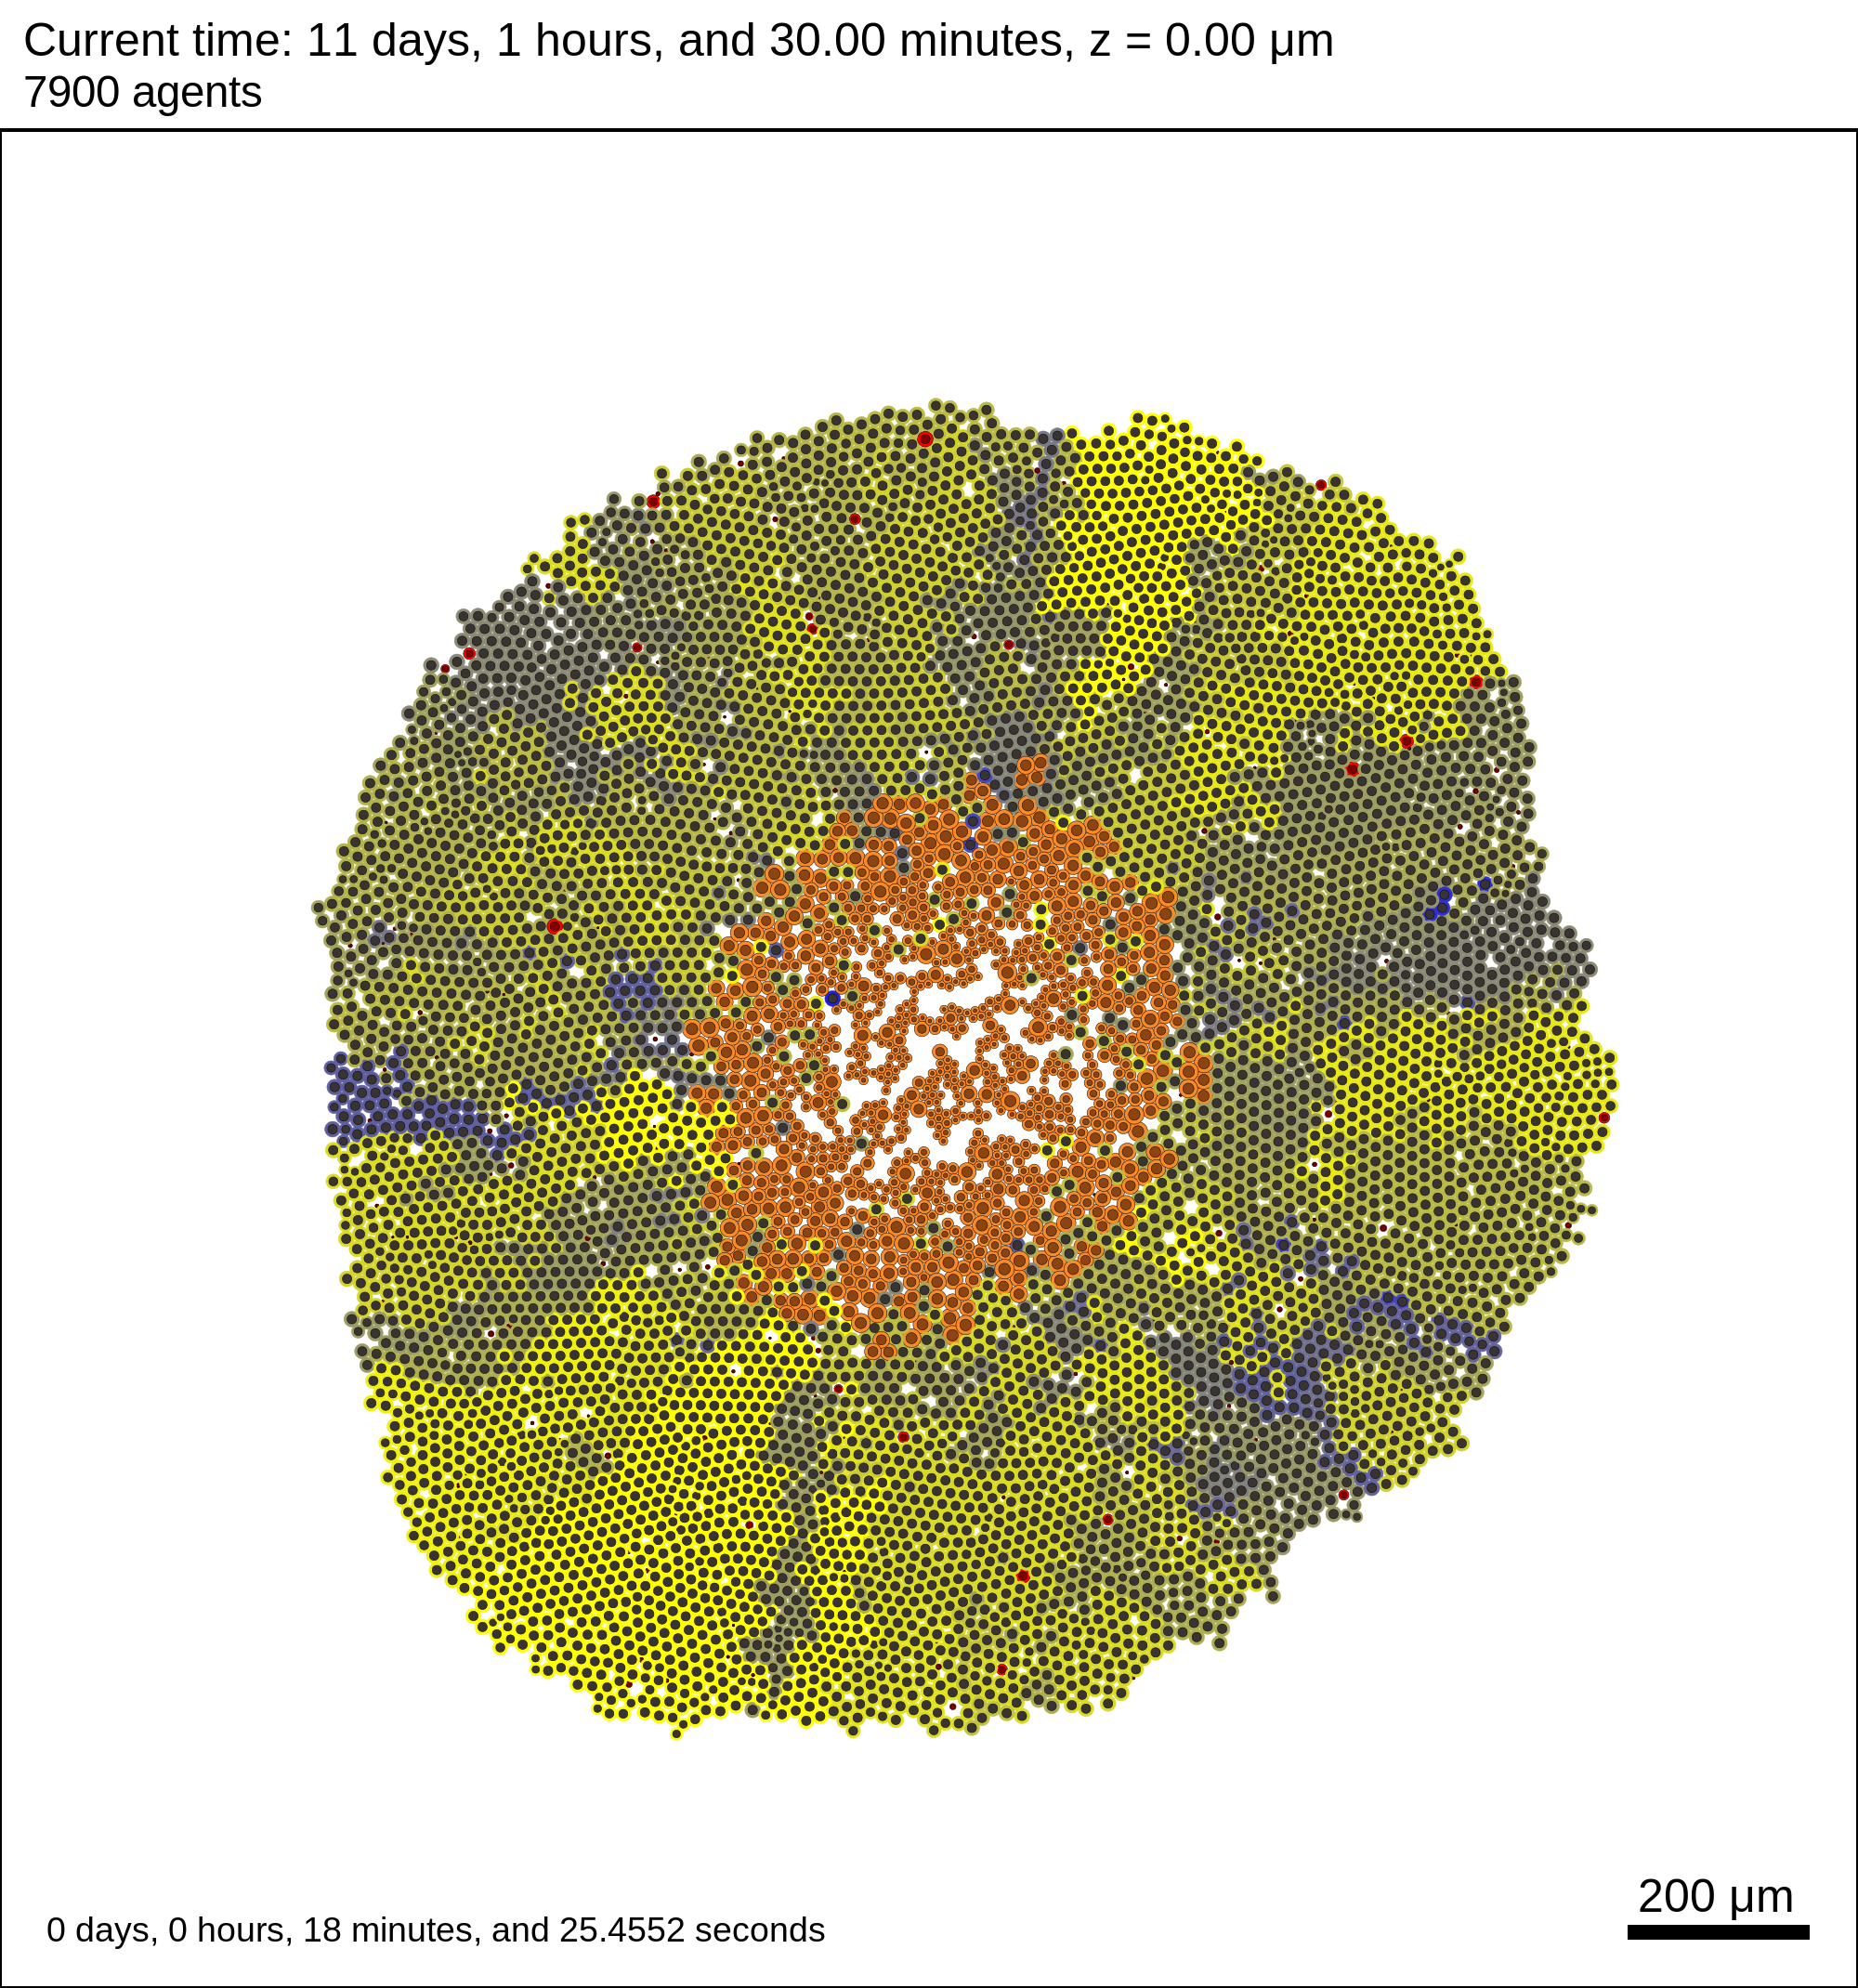 Current time: 11 days, 1 hours, and 30.00 minutes, z = 0.00 μm
7900 agents
200 μm
0 days, 0 hours, 18 minutes, and 25.4552 seconds